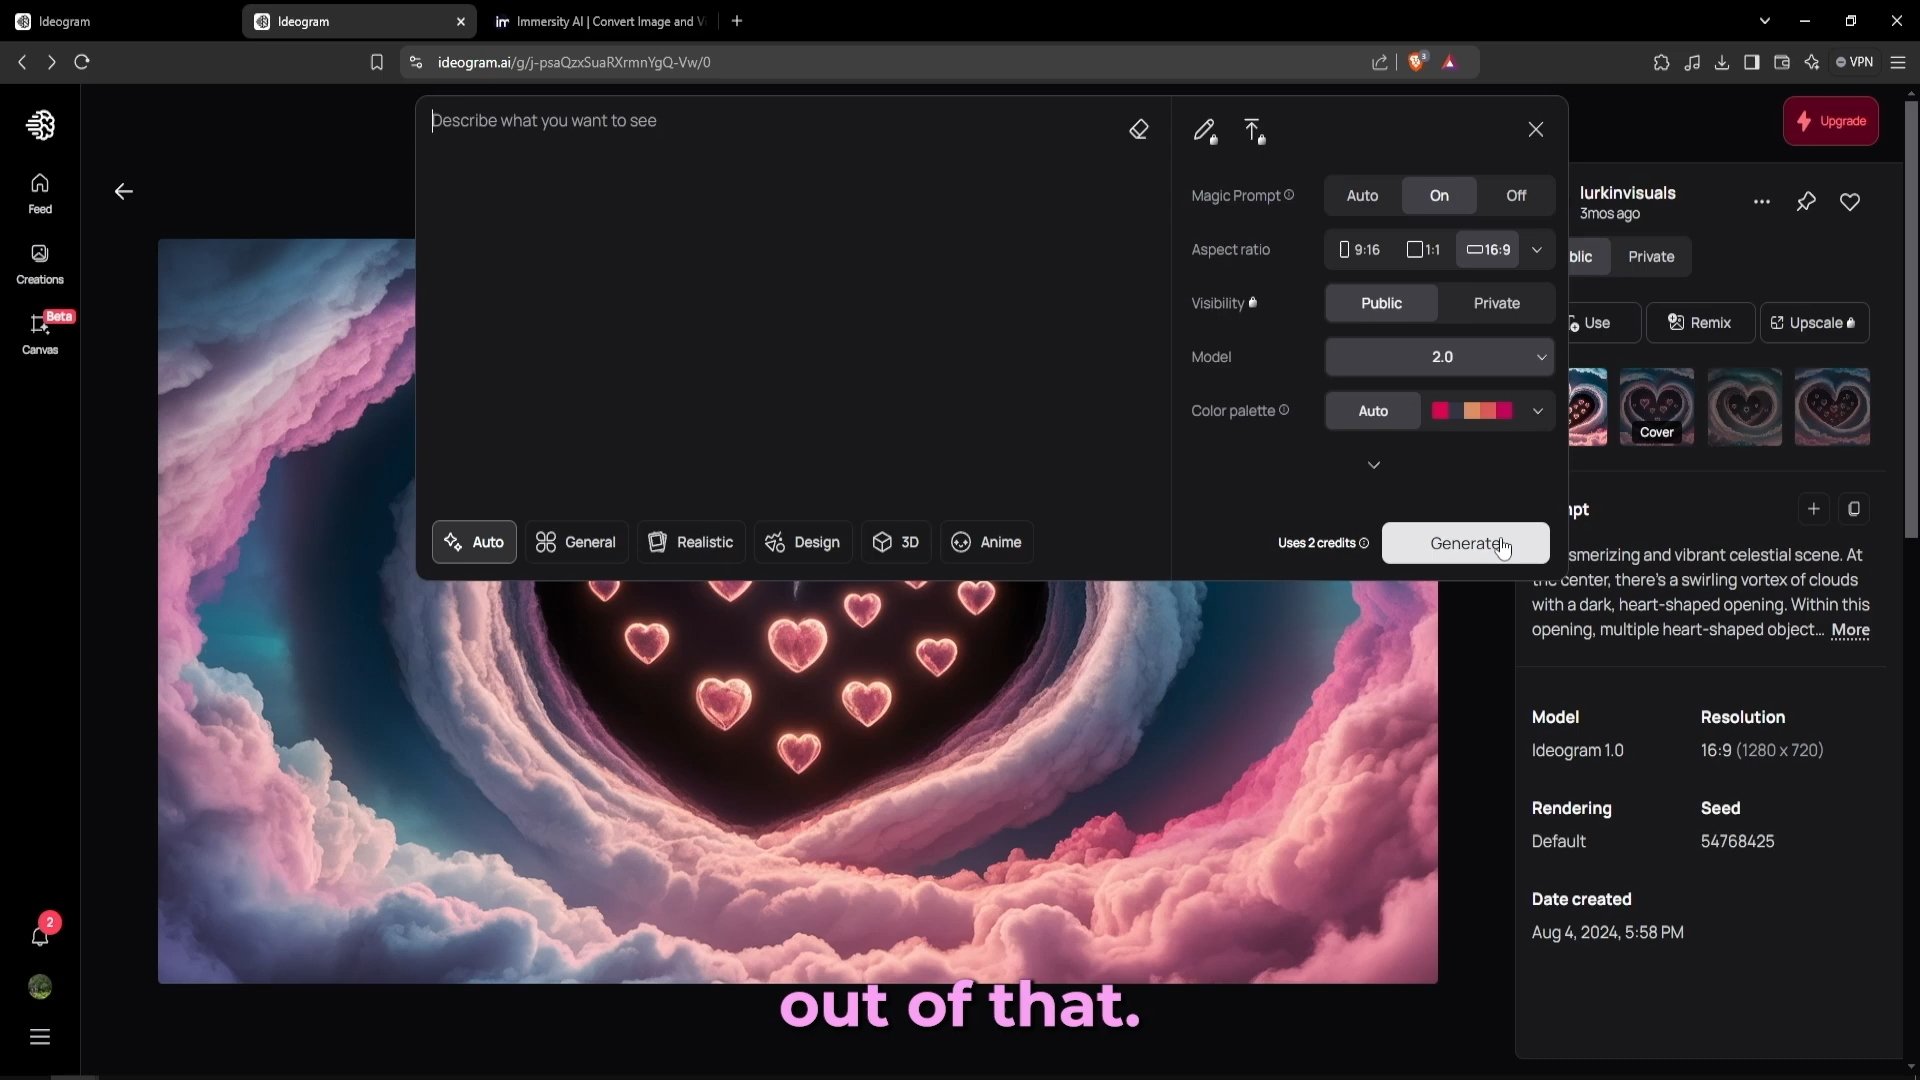 Ideogram
Ideogram
Immersity AI | Convert Image and Vi
ideogram.ai/g/j-psaQzxSuaRXrmnYgQ-Vw/0
3
VPN
Describe what you want to see
Upgrade
Feed
Creations
Beta
Canvas
2
Magic Prompt
Auto
On
Off
Aspect ratio
9:16
1:1
16:9
Visibility
Public
Private
Model
2.0
Color palette
Auto
Auto
General
Realistic
Design
3D
Anime
Uses 2 credits
Generate
lurkinvisuals
3mos ago
blic
Private
Use
Remix
Upscale
Cover
mpt
smerizing and vibrant celestial scene. At
the center, there's a swirling vortex of clouds
with a dark, heart-shaped opening. Within this
opening, multiple heart-shaped object... More
Model
Resolution
Ideogram 1.0
16:9 (1280 x 720)
Rendering
Seed
Default
54768425
Date created
Aug 4, 2024, 5:58 PM
out of that.